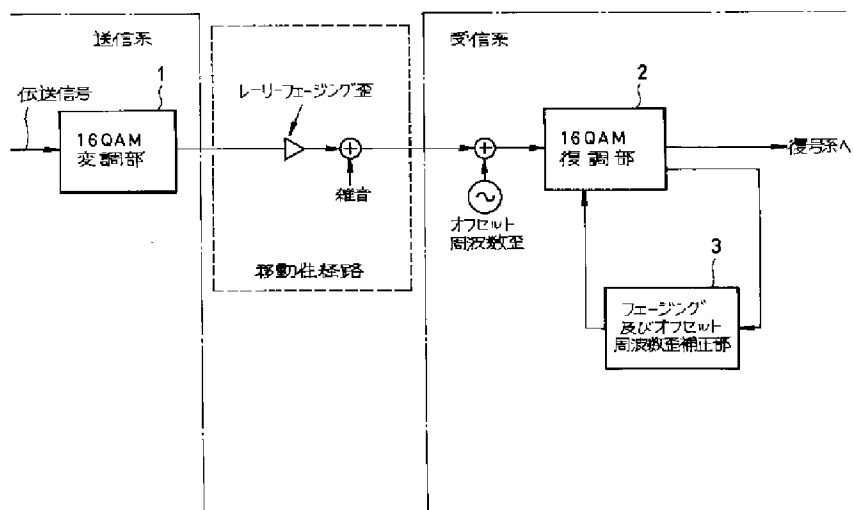 送信系
受信系
伝送信号
1
16QAM
変調部
レーリーフェージング歪
雑音
移動性経路
オフセット
周波数歪
2
16QAM
復調部
復号系へ
3
フェージング
及びオフセット
周波数歪補正部